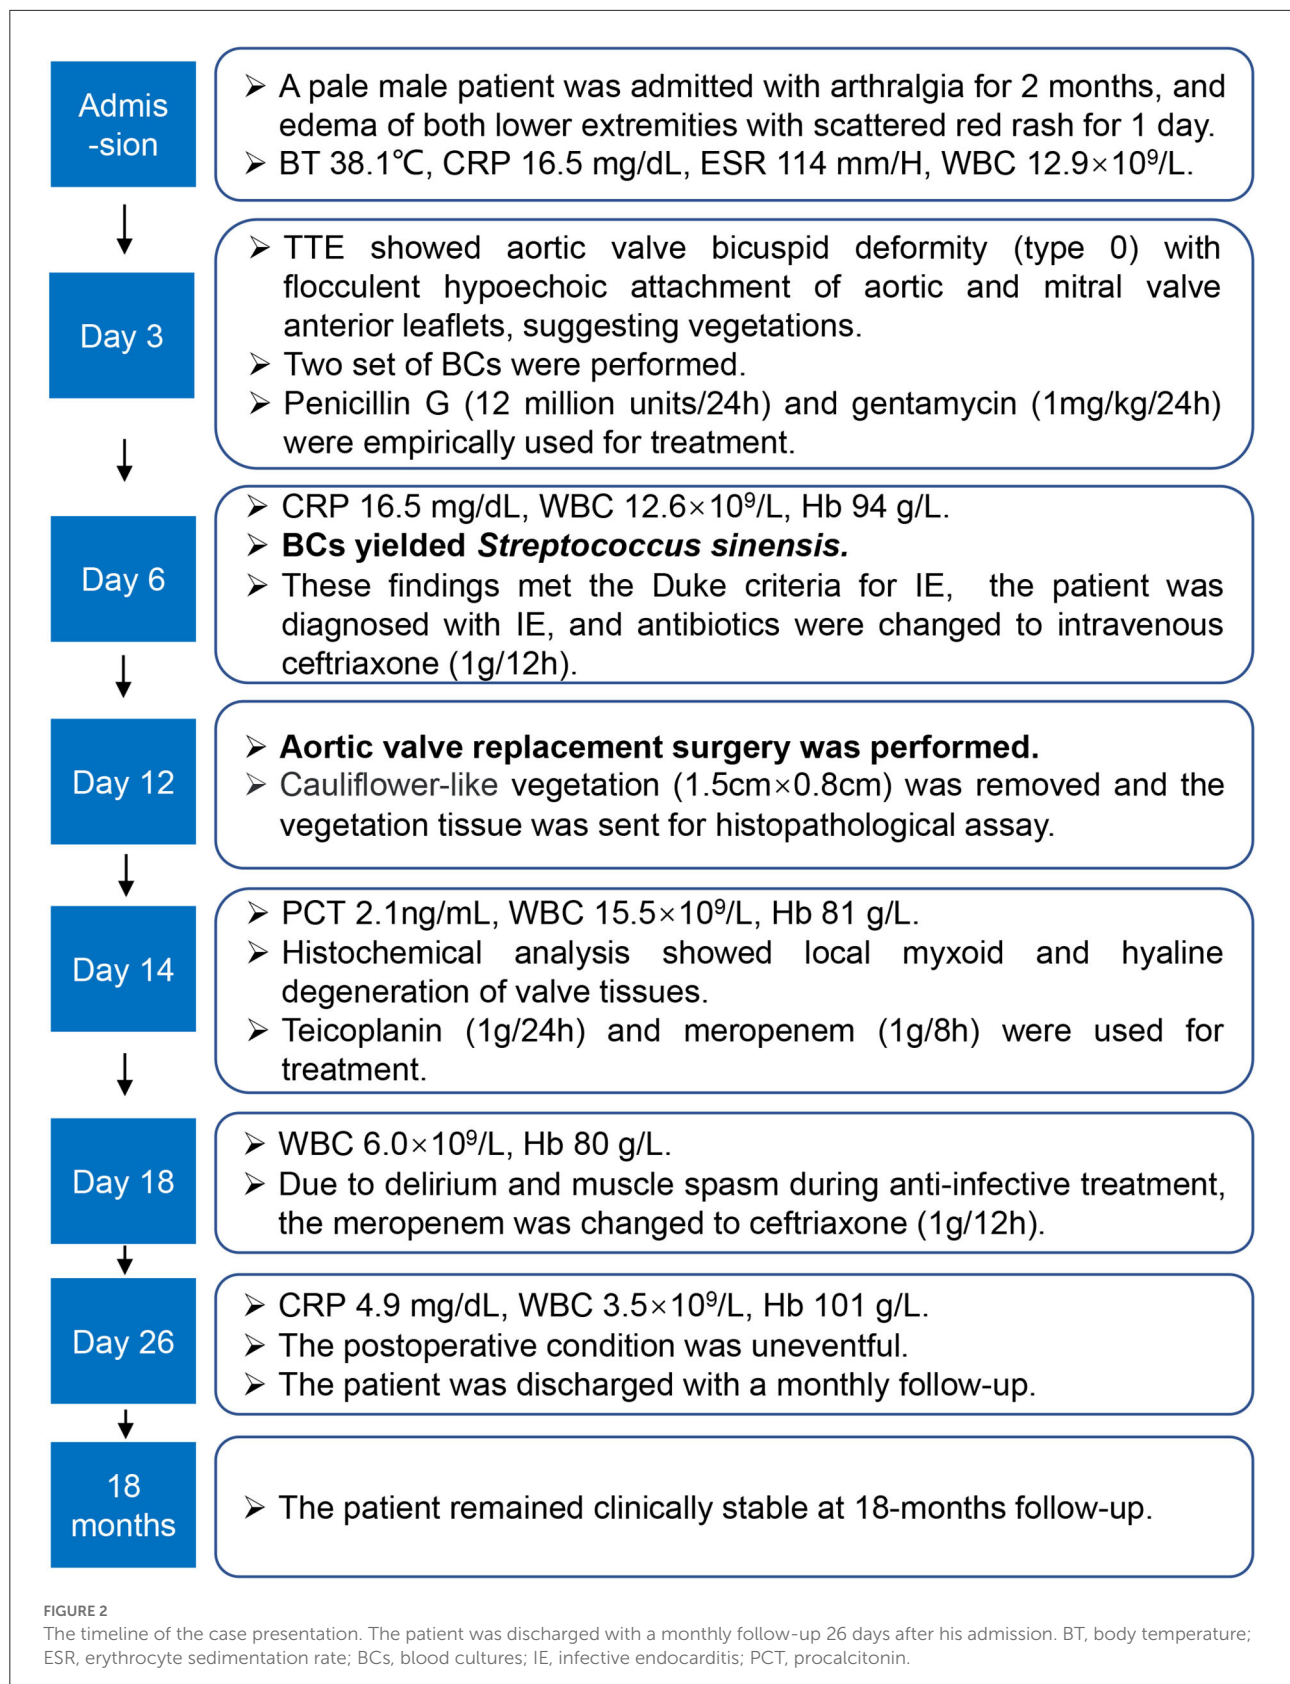 Admis
-sion
➢ A pale male patient was admitted with arthralgia for 2 months, and
edema of both lower extremities with scattered red rash for 1 day.
➢ BT 38.1℃, CRP 16.5 mg/dL, ESR 114 mm/H, WBC 12.9×10⁹/L.
Day 3
➢ TTE showed aortic valve bicuspid deformity (type 0) with
flocculent hypoechoic attachment of aortic and mitral valve
anterior leaflets, suggesting vegetations.
➢ Two set of BCs were performed.
➢ Penicillin G (12 million units/24h) and gentamycin (1mg/kg/24h)
were empirically used for treatment.
Day 6
➢ CRP 16.5 mg/dL, WBC 12.6×10⁹/L, Hb 94 g/L.
➢ BCs yielded Streptococcus sinensis.
➢ These findings met the Duke criteria for IE, the patient was
diagnosed with IE, and antibiotics were changed to intravenous
ceftriaxone (1g/12h).
Day 12
➢ Aortic valve replacement surgery was performed.
➢ Cauliflower-like vegetation (1.5cm×0.8cm) was removed and the
vegetation tissue was sent for histopathological assay.
Day 14
➢ PCT 2.1ng/mL, WBC 15.5×10⁹/L, Hb 81 g/L.
➢ Histochemical analysis showed local myxoid and hyaline
degeneration of valve tissues.
➢ Teicoplanin (1g/24h) and meropenem (1g/8h) were used for
treatment.
Day 18
➢ WBC 6.0×10⁹/L, Hb 80 g/L.
➢ Due to delirium and muscle spasm during anti-infective treatment,
the meropenem was changed to ceftriaxone (1g/12h).
Day 26
➢ CRP 4.9 mg/dL, WBC 3.5×10⁹/L, Hb 101 g/L.
➢ The postoperative condition was uneventful.
➢ The patient was discharged with a monthly follow-up.
18
months
➢ The patient remained clinically stable at 18-months follow-up.
FIGURE 2
The timeline of the case presentation. The patient was discharged with a monthly follow-up 26 days after his admission. BT, body temperature;
ESR, erythrocyte sedimentation rate; BCs, blood cultures; IE, infective endocarditis; PCT, procalcitonin.